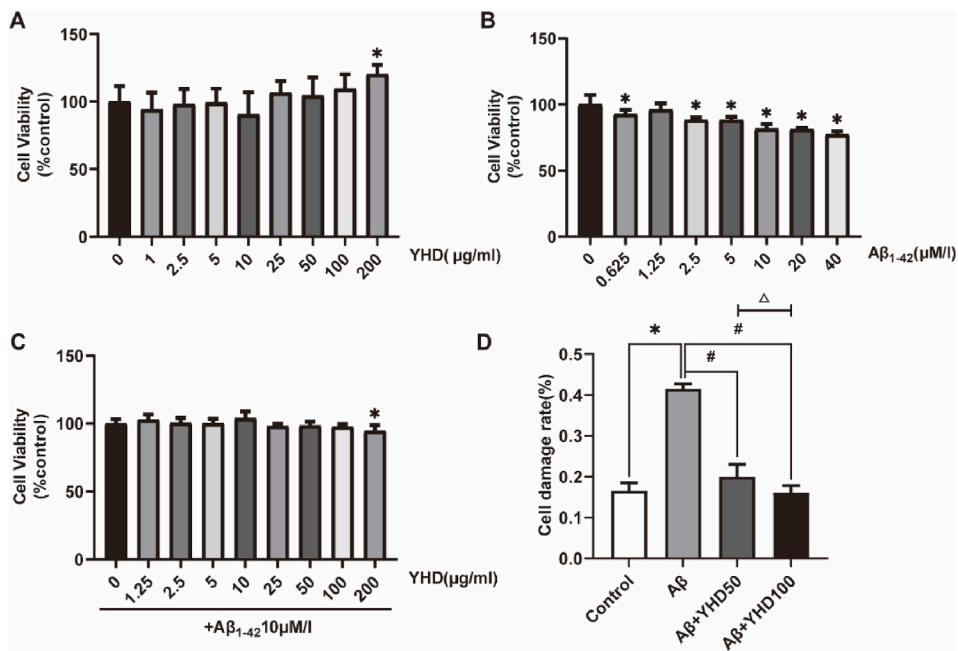 A
150
100
50
0
Cell Viability
(%control)
*
0
1
2.5
5
10
25
50
100
200
YHD( μg/ml)
B
150
100
50
0
Cell Viability
(%control)
*
*
*
*
*
*
0
0.625
1.25
2.5
5
10
20
40
Aβ1-42(μM/l)
C
150
100
50
0
Cell Viability
(%control)
*
0
1.25
2.5
5
10
25
50
100
200
YHD(μg/ml)
+Aβ1-4210μM/l
D
△
*
#
#
0.5
0.4
0.3
0.2
0.1
0.0
Cell damage rate(%)
Control
Aβ
Aβ+YHD50
Aβ+YHD100